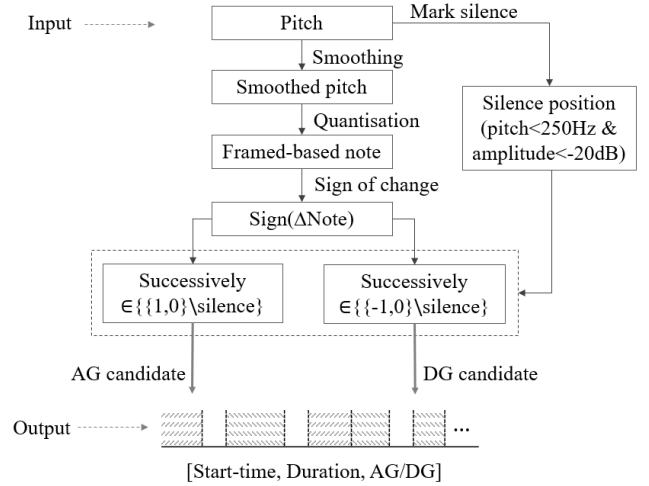 Input
Pitch
Mark silence
Smoothing
Smoothed pitch
Quantisation
Framed-based note
Sign of change
Sign(ΔNote)
Silence position
(pitch<250Hz &
amplitude<-20dB)
Successively
∈{{1,0}\silence}
Successively
∈{{-1,0}\silence}
AG candidate
DG candidate
Output
...
[Start-time, Duration, AG/DG]